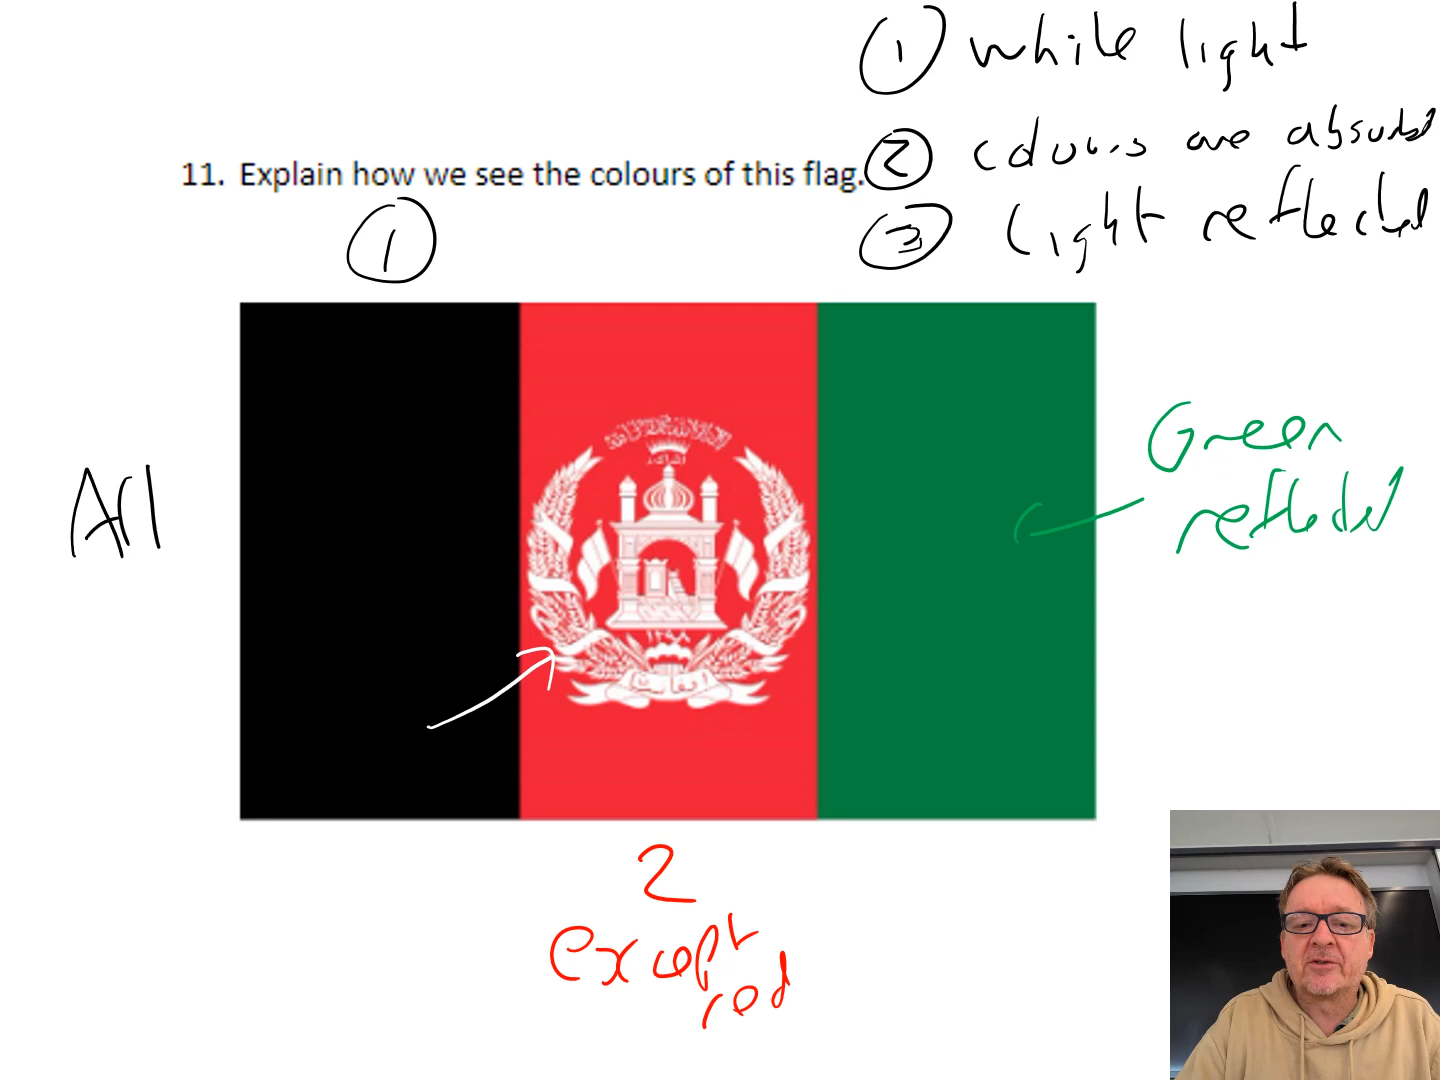 ① white light
② colours are absorbed
11. Explain how we see the colours of this flag.
③ light reflected
①
Green
reflected
All
2
except
red